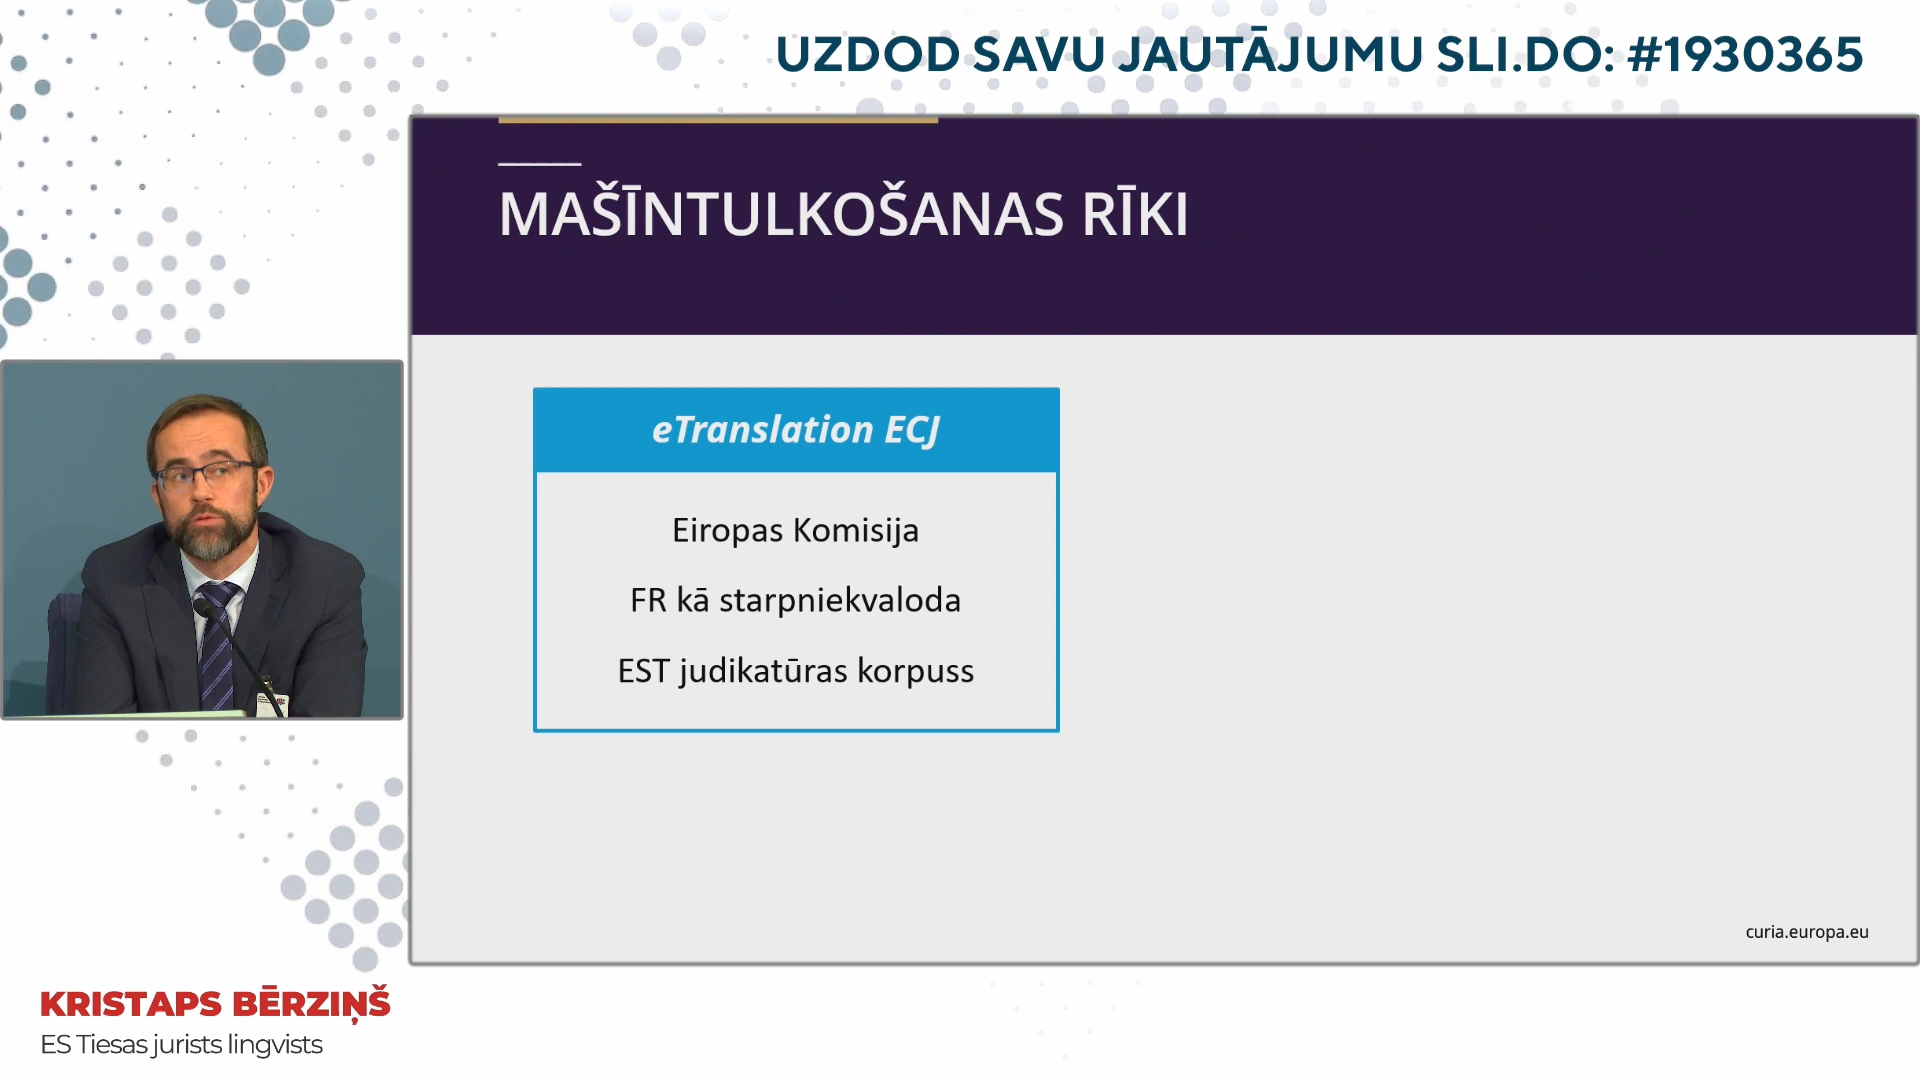 UZDOD SAVU JAUTĀJUMU SLI.DO: #1930365
MAŠĪNTULKOŠANAS RĪKI
eTranslation ECJ
Eiropas Komisija
FR kā starpniekvaloda
EST judikatūras korpuss
curia.europa.eu
KRISTAPS BĒRZIŅŠ
ES Tiesas jurists lingvists